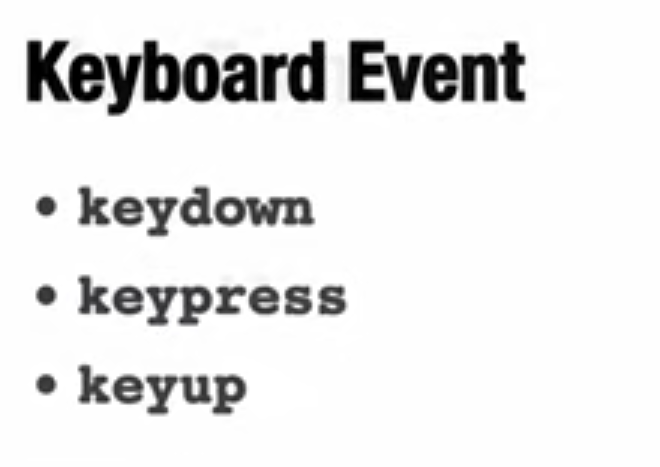 Keyboard Event
• keydown
• keypress
• keyup